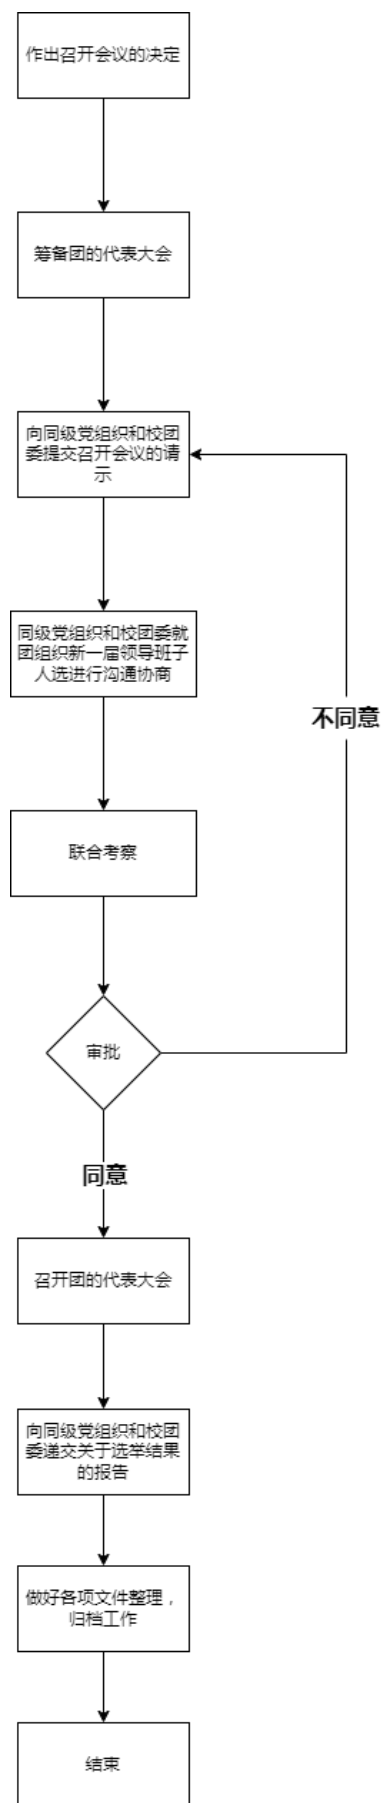 作出召开会议的决定
筹备团的代表大会
向同级党组织和校团
委提交召开会议的请
示
同级党组织和校团委就
团组织新一届领导班子
人选进行沟通协商
不同意
联合考察
审批
同意
召开团的代表大会
向同级党组织和校团
委递交关于选举结果
的报告
做好各项文件整理，
归档工作
结束